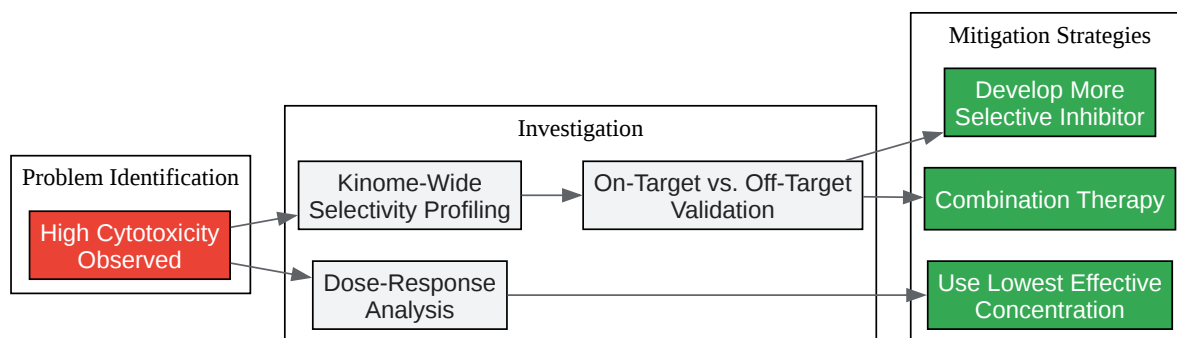 Problem Identification
High Cytotoxicity
Observed
Investigation
Kinome-Wide
Selectivity Profiling
On-Target vs. Off-Target
Validation
Dose-Response
Analysis
Mitigation Strategies
Develop More
Selective Inhibitor
Combination Therapy
Use Lowest Effective
Concentration